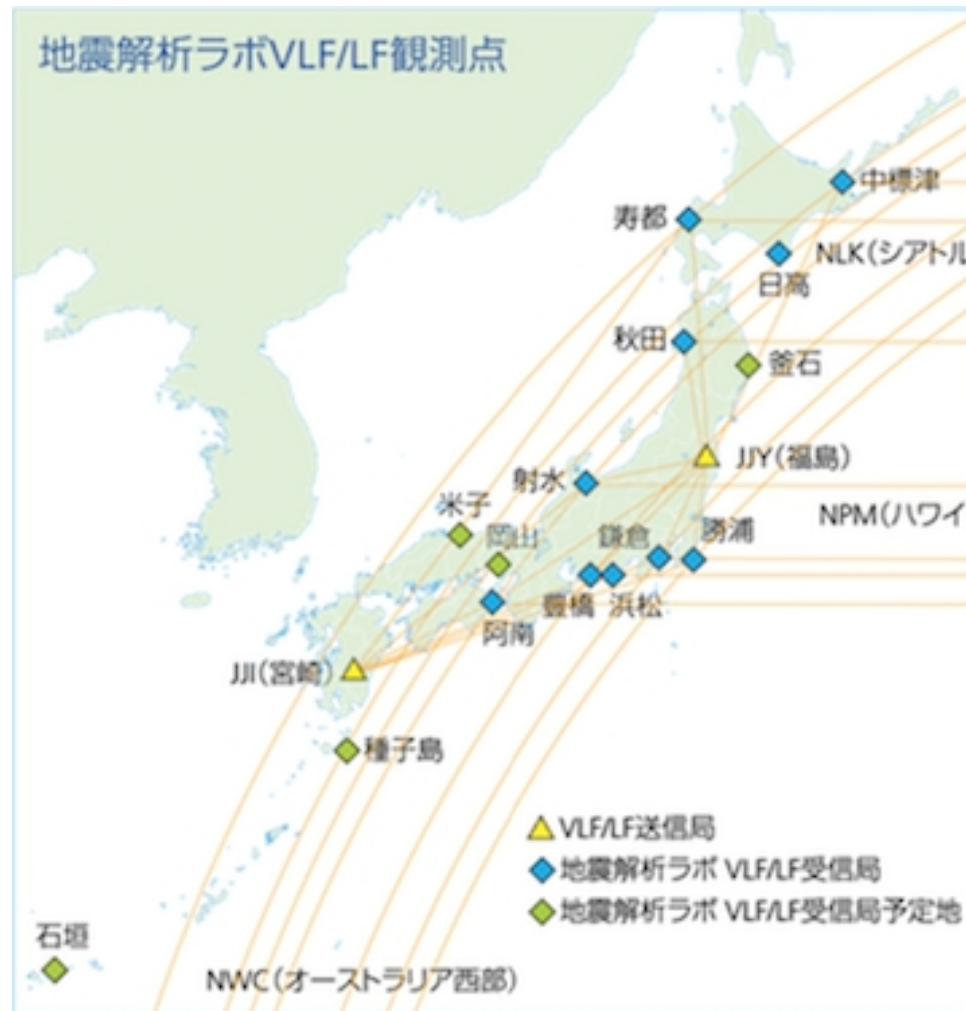 地震解析ラボVLF/LF観測点
中標津
寿都
NLK(シアトル
日高
秋田
釜石
JJY(福島)
射水
NPM(ハワイ
米子
岡山
鎌倉
勝浦
豊橋
浜松
阿南
JJI(宮崎)
種子島
VLF/LF送信局
地震解析ラボ VLF/LF受信局
地震解析ラボ VLF/LF受信局予定地
石垣
NWC(オーストラリア西部)